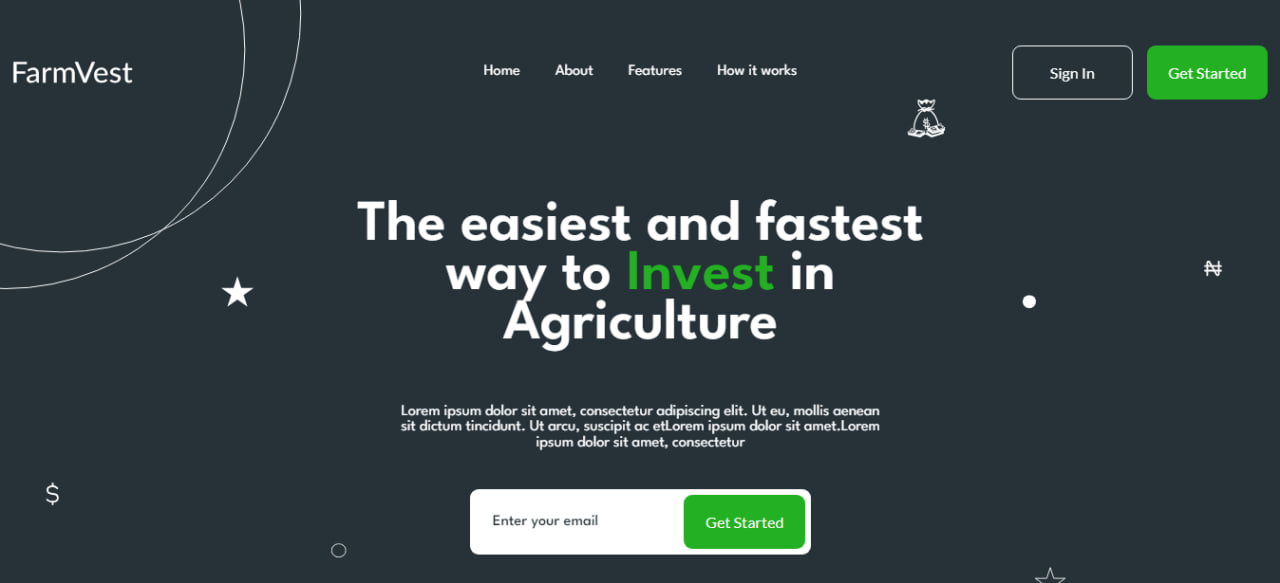 FarmVest
Home About Features How it works
Sign In
Get Started
The easiest and fastest
way to Invest in
Agriculture
₦
Lorem ipsum dolor sit amet, consectetur adipiscing elit. Ut eu, mollis aenean
sit dictum tincidunt. Ut arcu, suscipit ac etLorem ipsum dolor sit amet.Lorem
ipsum dolor sit amet, consectetur
$
Enter your email
Get Started